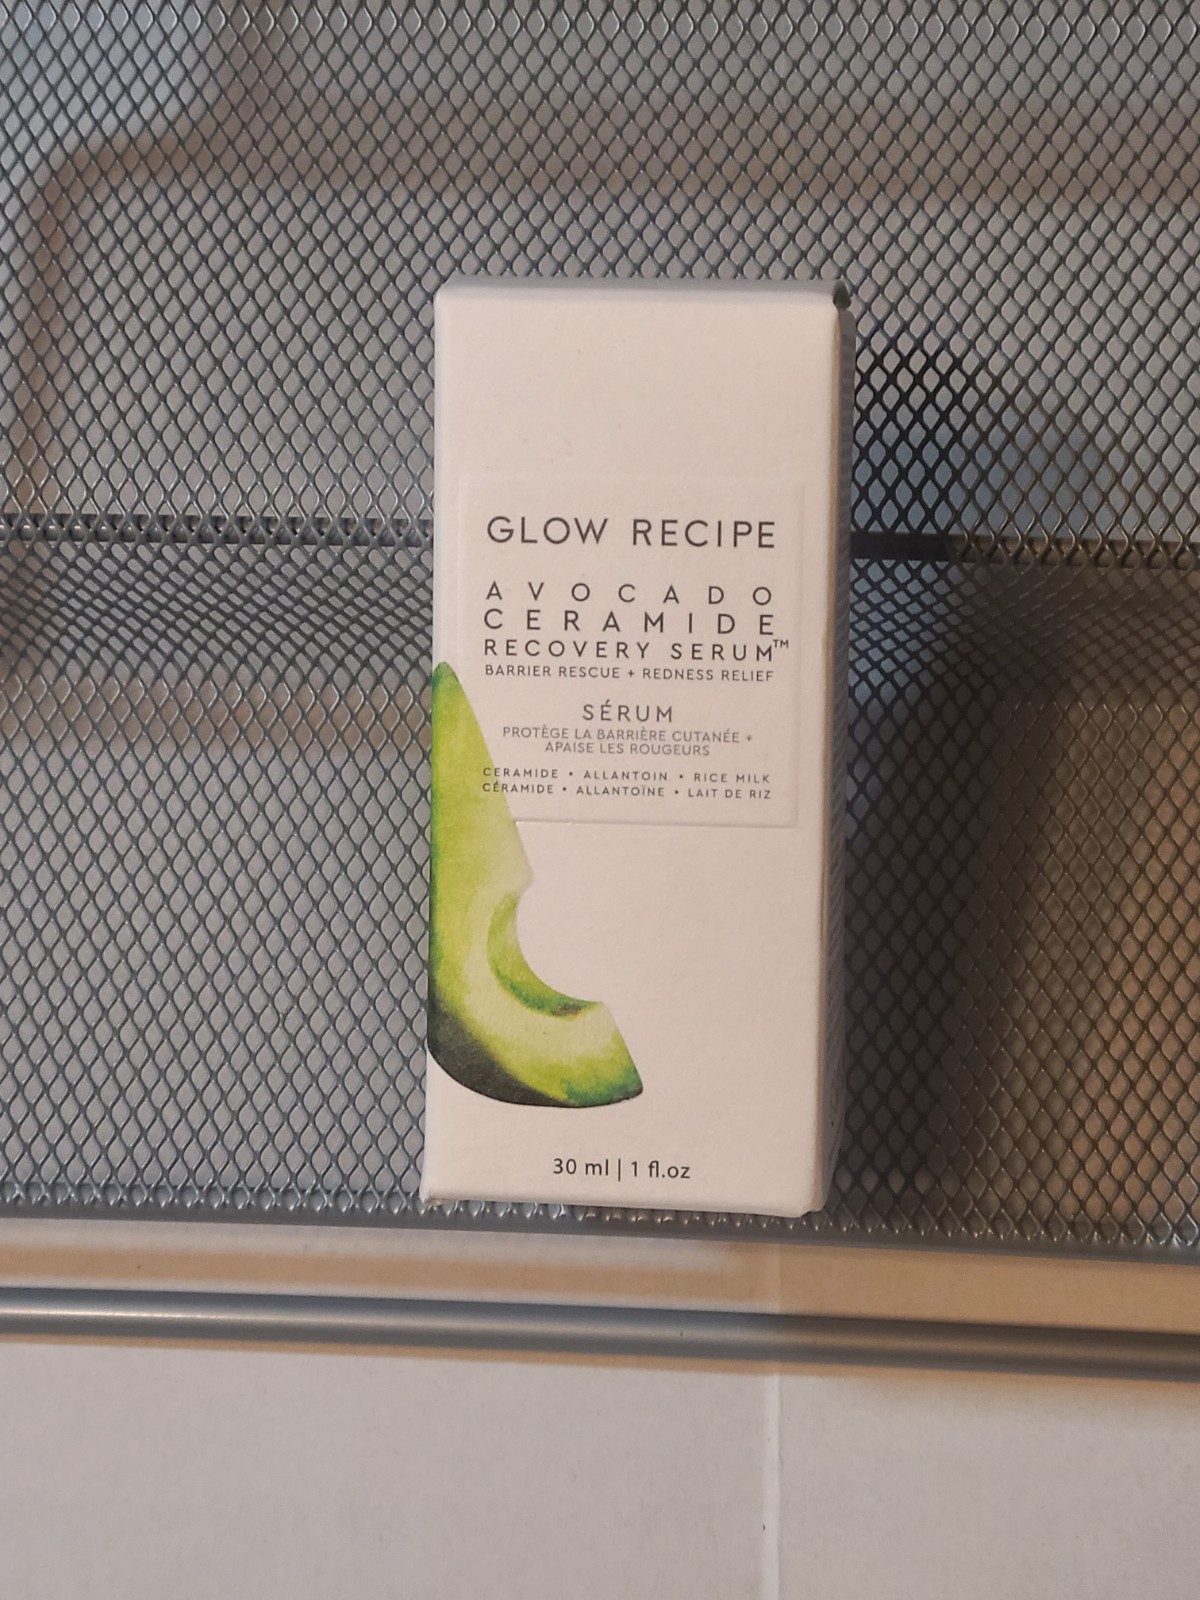 GLOW RECIPE
AVOCADO
CERAMIDE
RECOVERY SERUM™
BARRIER RESCUE + REDNESS RELIEF
SÉRUM
PROTÈGE LA BARRIÈRE CUTANÉE +
APAISE LES ROUGEURS
CERAMIDE • ALLANTOIN • RICE MILK
CÉRAMIDE • ALLANTOÏNE • LAIT DE RIZ
30 ml | 1 fl.oz